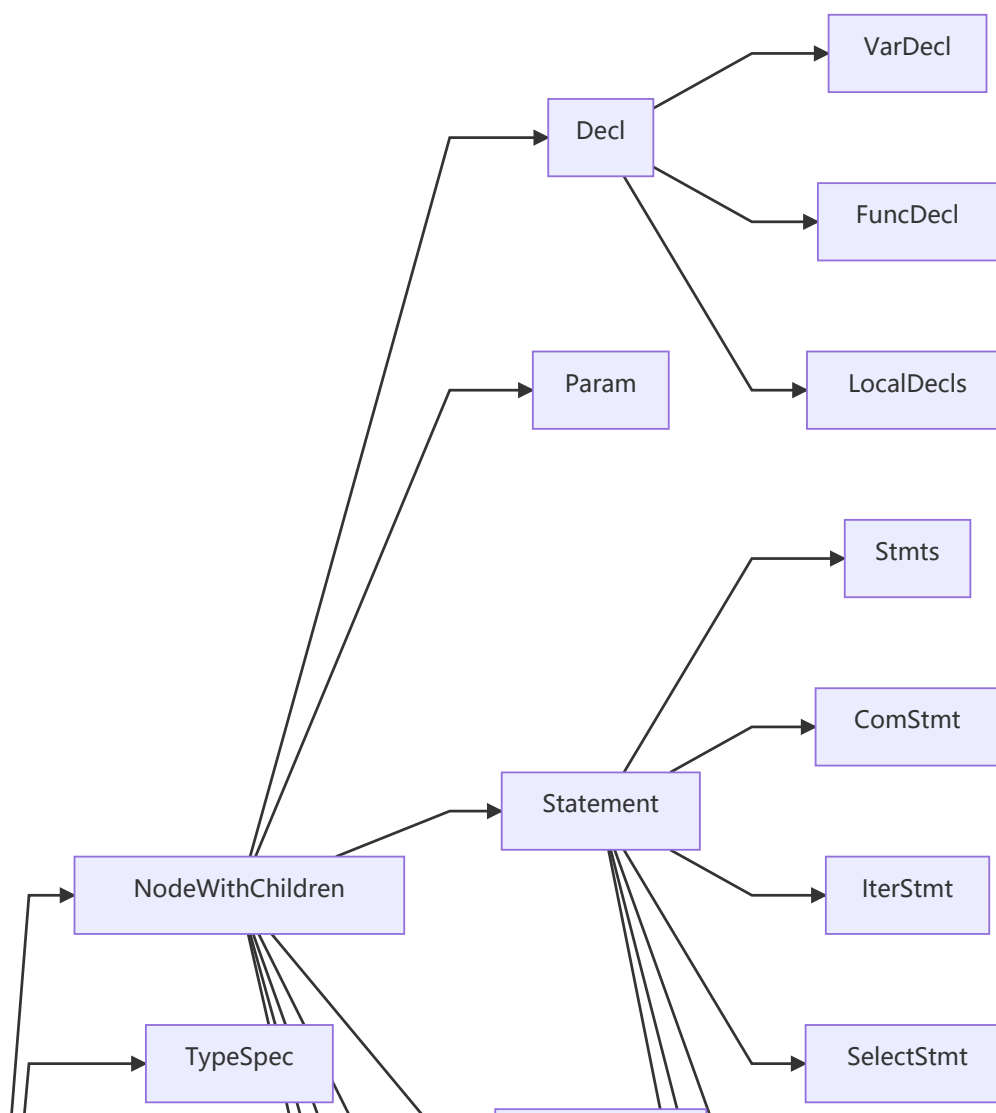 VarDecl
Decl
FuncDecl
Param
LocalDecls
Stmts
ComStmt
Statement
NodeWithChildren
IterStmt
TypeSpec
SelectStmt